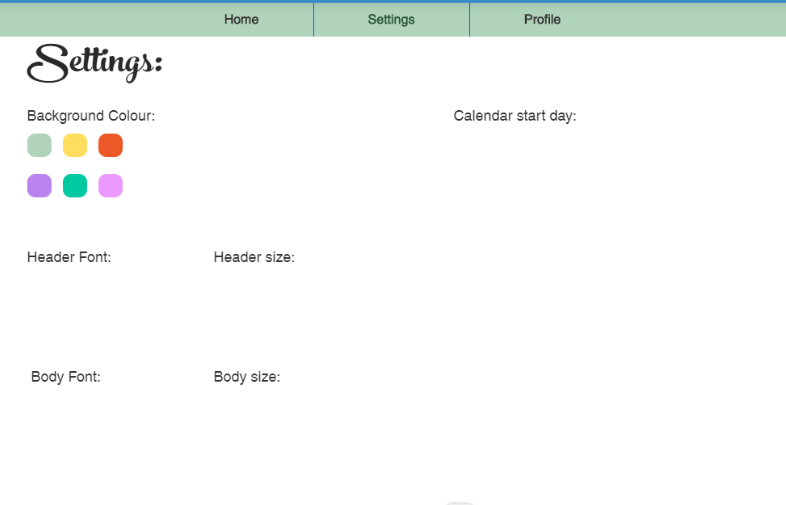 Home Settings Profile
Settings:
Background Colour: Calendar start day:
Header Font: Header size:
Body Font: Body size: